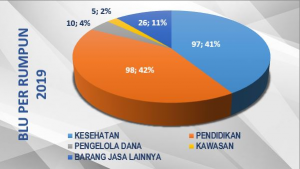 BLU PER RUMPUN
2019
5; 2%
10; 4%
26; 11%
97; 41%
98; 42%
KESEHATAN
PENDIDIKAN
PENGELOLA DANA
KAWASAN
BARANG JASA LAINNYA